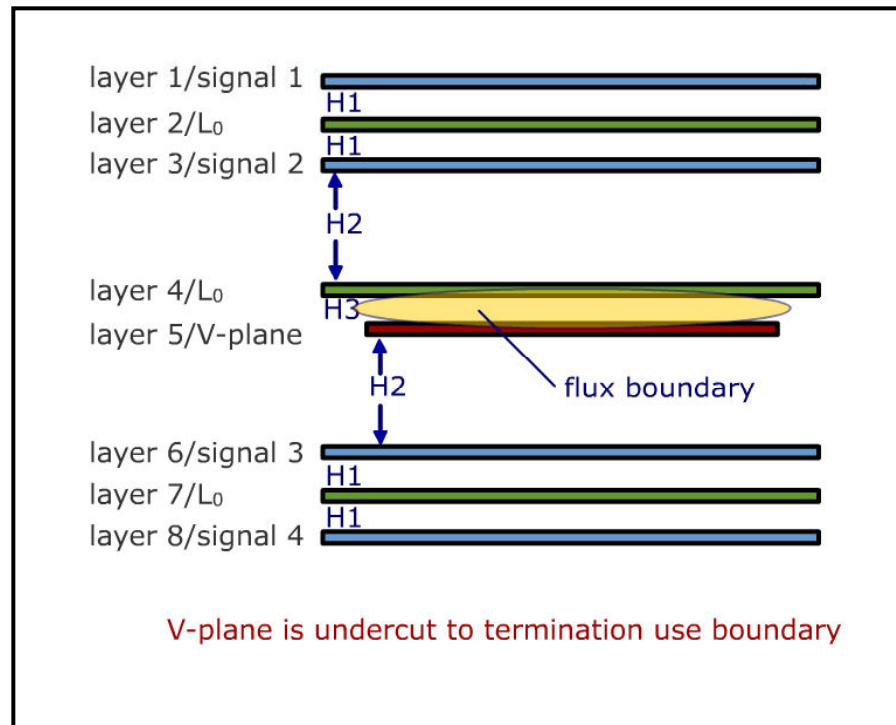 layer 1/signal 1
H1
layer 2/L₀
H1
layer 3/signal 2
H2
layer 4/L₀
H3
layer 5/V-plane
H2
flux boundary
layer 6/signal 3
H1
layer 7/L₀
H1
layer 8/signal 4
V-plane is undercut to termination use boundary